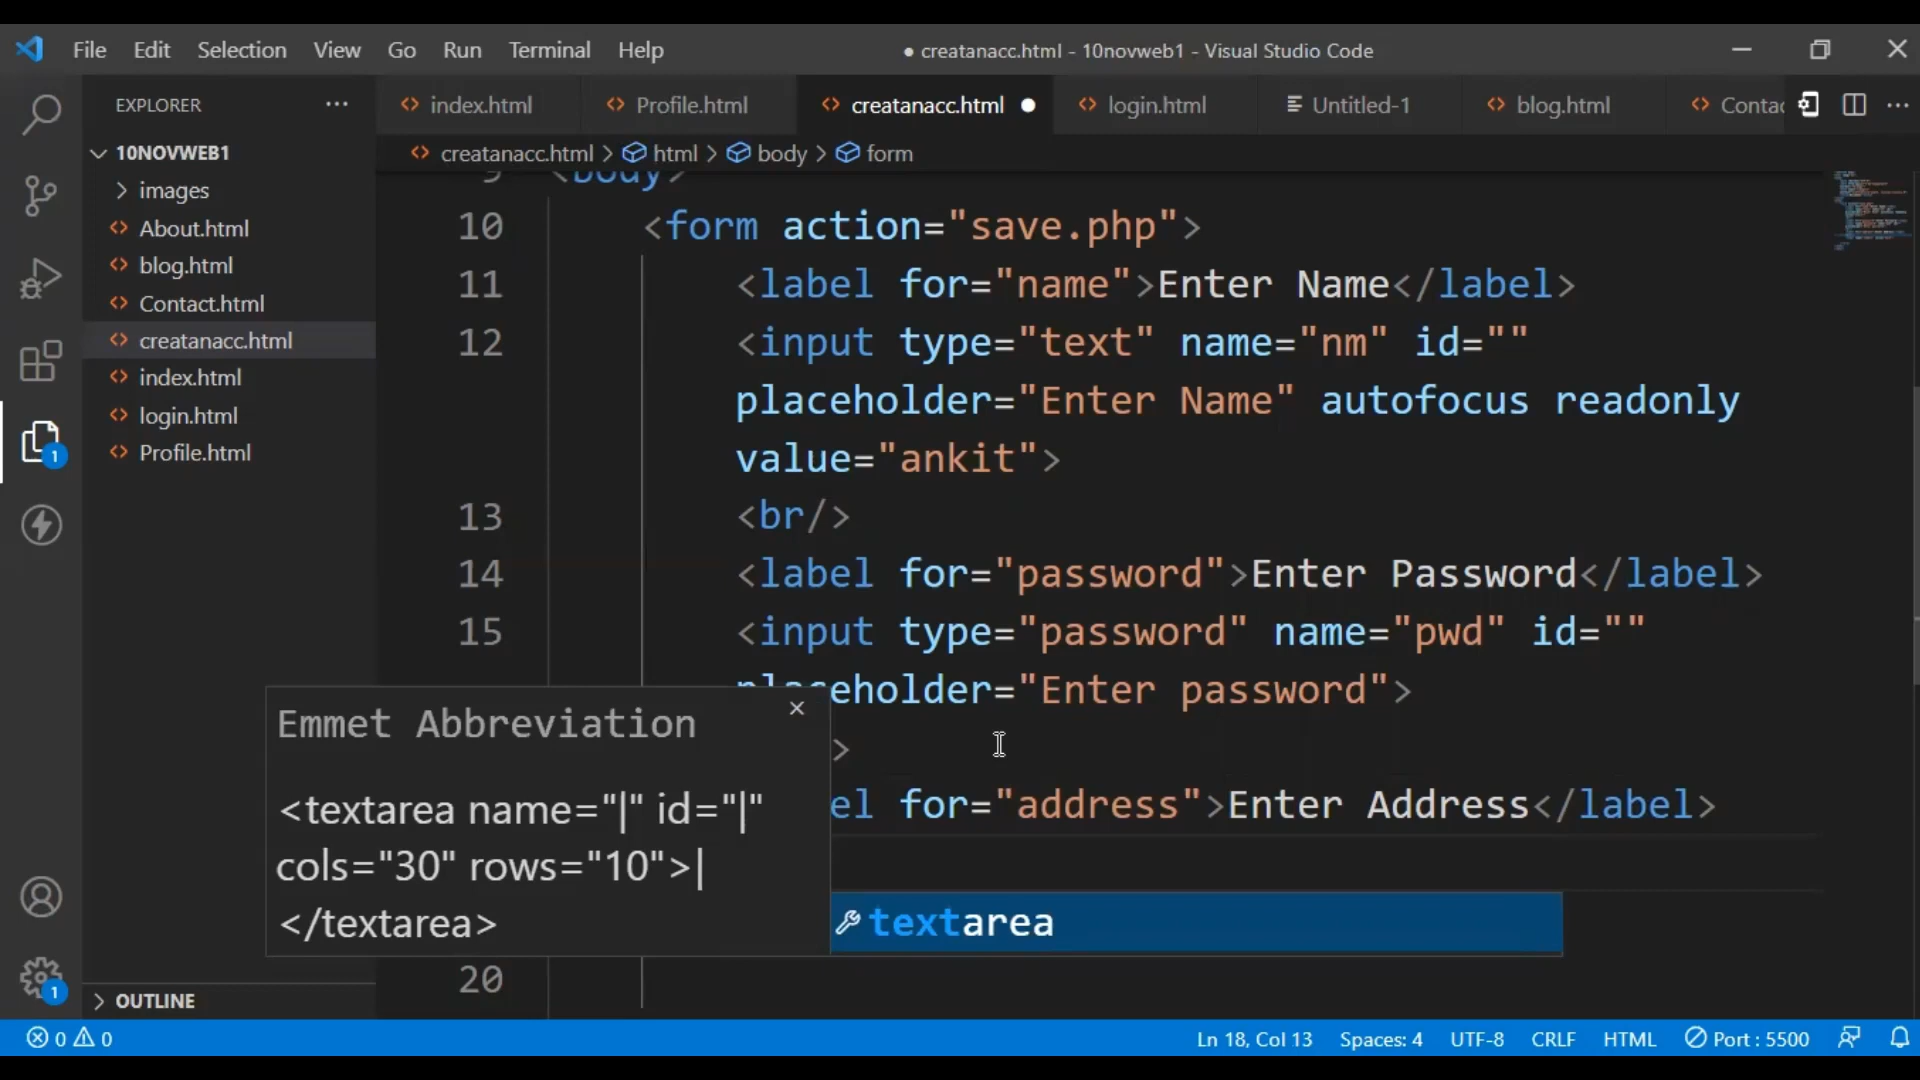 File Edit Selection View Go Run Terminal Help
● creatanacc.html - 10novweb1 - Visual Studio Code
EXPLORER ...
index.html
Profile.html
creatanacc.html ●
login.html
Untitled-1
blog.html
Contac
...
creatanacc.html > html > body > form
10NOVWEB1
images
About.html
blog.html
Contact.html
creatanacc.html
index.html
login.html
Profile.html
OUTLINE
1
1
9 <body>
10 <form action="save.php">
11 <label for="name">Enter Name</label>
12 <input type="text" name="nm" id=""
placeholder="Enter Name" autofocus readonly
value="ankit">
13 <br/>
14 <label for="password">Enter Password</label>
15 <input type="password" name="pwd" id=""
placeholder="Enter password">
>
el for="address">Enter Address</label>
Emmet Abbreviation ×
<textarea name="|" id="|"
cols="30" rows="10">|
</textarea>
textarea
20
0 0
Ln 18, Col 13 Spaces: 4 UTF-8 CRLF HTML Port : 5500